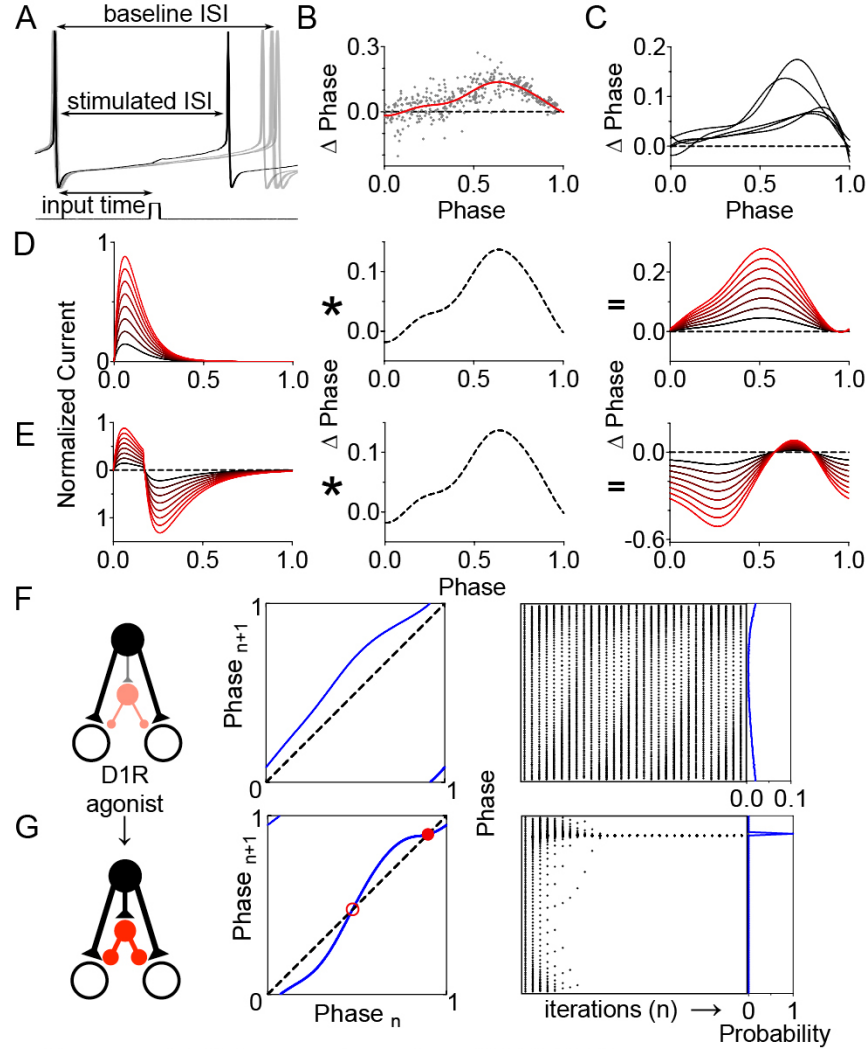 A
baseline ISI
stimulated ISI
input time
B
Δ Phase
0.3
0.0
0.0 0.5 1.0
Phase
C
Δ Phase
0.2
0.1
0.0
0.0 0.5 1.0
Phase
D
1
0
0 0.5 1.0
*
0.1
0.0
0.0 0.5 1.0
=
0.2
0.0
0.0 0.5 1.0
Normalized Current
Δ Phase
Δ Phase
E
1
0
1
0.0 0.5 1.0
*
0.1
0.0
0.0 0.5 1.0
=
0.0
-0.6
0.0 0.5 1.0
Phase
F
D1R
agonist
↓
Phase n+1
1
0
1
Phase
0.0 0.1
G
Phase n+1
1
0
1
Phase n
iterations (n) →
0 1
Probability